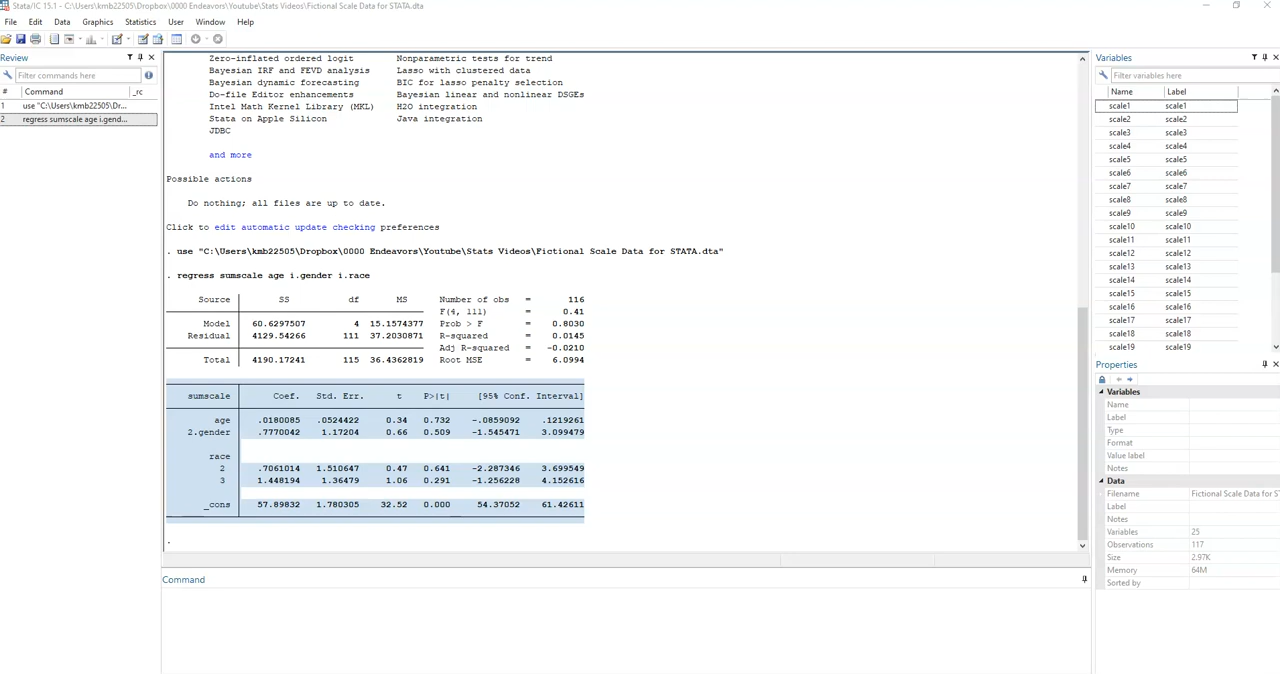 Stata/IC 15.1 - C:\Users\kmb22505\Dropbox\0000 Endeavors\Youtube\Stats Videos\Fictional Scale Data for STATA.dta
File Edit Data Graphics Statistics User Window Help
Review
Filter commands here
# Command _rc
1 use "C:\Users\kmb22505\Dr...
2 regress sumscale age i.gend...
Zero-inflated ordered logit Nonparametric tests for trend
Bayesian IRF and FEVD analysis Lasso with clustered data
Bayesian dynamic forecasting BIC for lasso penalty selection
Do-file Editor enhancements Bayesian linear and nonlinear DSGEs
Intel Math Kernel Library (MKL) H2O integration
Stata on Apple Silicon Java integration
JDBC
and more
Possible actions
Do nothing; all files are up to date.
Click to edit automatic update checking preferences
. use "C:\Users\kmb22505\Dropbox\0000 Endeavors\Youtube\Stats Videos\Fictional Scale Data for STATA.dta"
. regress sumscale age i.gender i.race
Source SS df MS Number of obs = 116
F(4, 111) = 0.41
Model 60.6297507 4 15.1574377 Prob > F = 0.8030
Residual 4129.54266 111 37.2030871 R-squared = 0.0145
Adj R-squared = -0.0210
Total 4190.17241 115 36.4362819 Root MSE = 6.0994
sumscale Coef. Std. Err. t P>|t| [95% Conf. Interval]
age .0180085 .0524422 0.34 0.732 -.0859092 .1219261
2.gender .7770042 1.17204 0.66 0.509 -1.545471 3.099479
race
2 .7061014 1.510647 0.47 0.641 -2.287346 3.699549
3 1.448194 1.36479 1.06 0.291 -1.256228 4.152616
_cons 57.89832 1.780305 32.52 0.000 54.37052 61.42611
.
Command
Variables
Filter variables here
Name Label
scale1 scale1
scale2 scale2
scale3 scale3
scale4 scale4
scale5 scale5
scale6 scale6
scale7 scale7
scale8 scale8
scale9 scale9
scale10 scale10
scale11 scale11
scale12 scale12
scale13 scale13
scale14 scale14
scale15 scale15
scale16 scale16
scale17 scale17
scale18 scale18
scale19 scale19
Properties
Variables
Name
Label
Type
Format
Value label
Notes
Data
Filename Fictional Scale Data for S
Label
Notes
Variables 25
Observations 117
Size 2.97K
Memory 64M
Sorted by